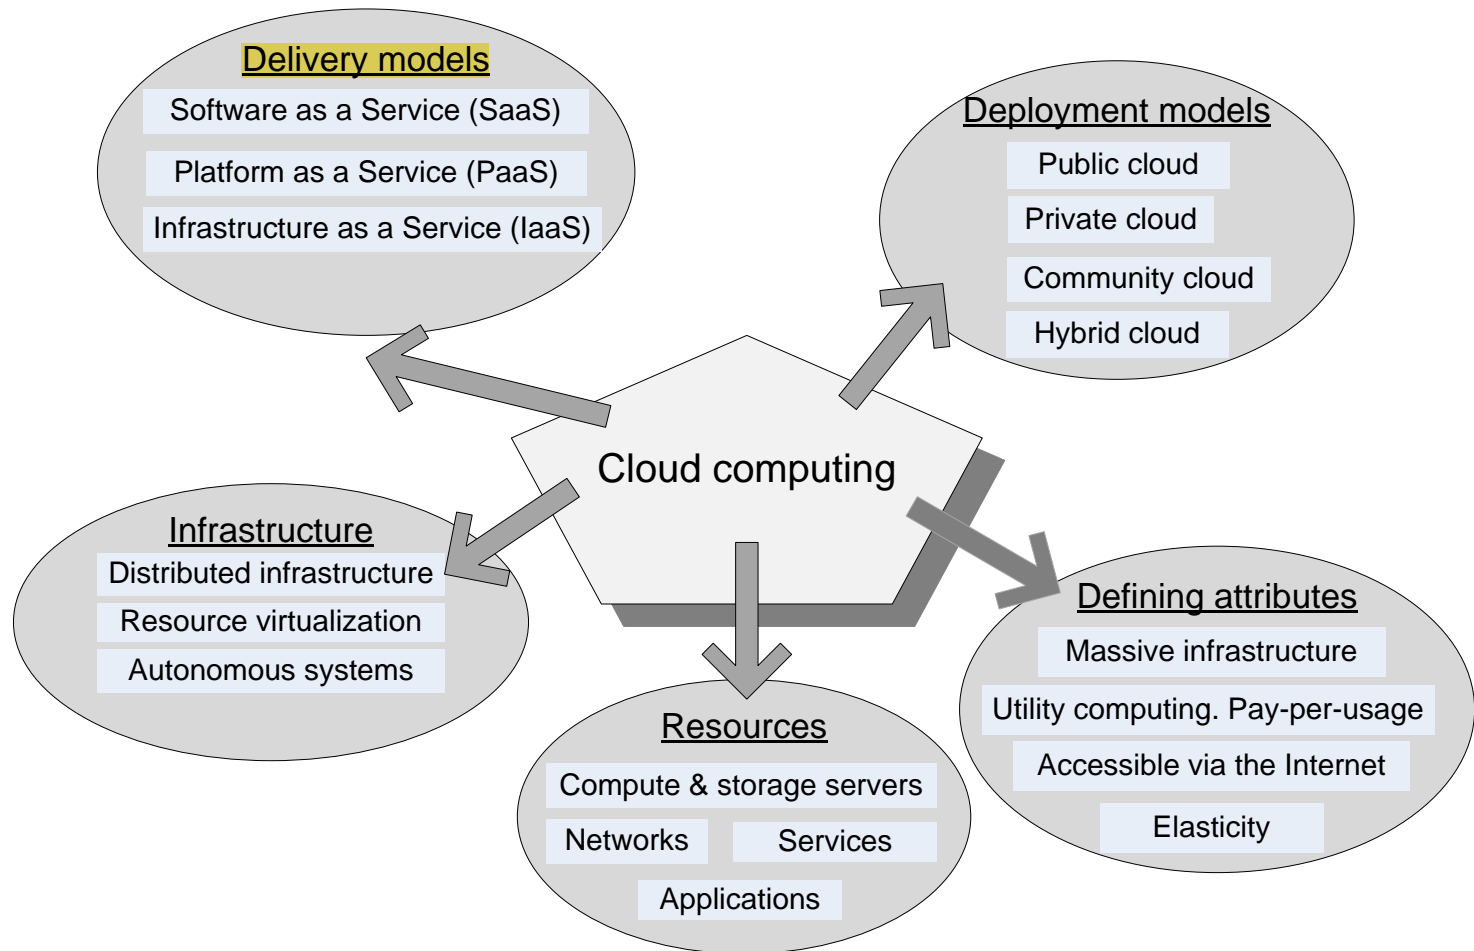 Delivery models
Software as a Service (SaaS)
Platform as a Service (PaaS)
Infrastructure as a Service (IaaS)
Deployment models
Public cloud
Private cloud
Community cloud
Hybrid cloud
Cloud computing
Infrastructure
Distributed infrastructure
Resource virtualization
Autonomous systems
Resources
Compute & storage servers
Networks
Services
Applications
Defining attributes
Massive infrastructure
Utility computing. Pay-per-usage
Accessible via the Internet
Elasticity